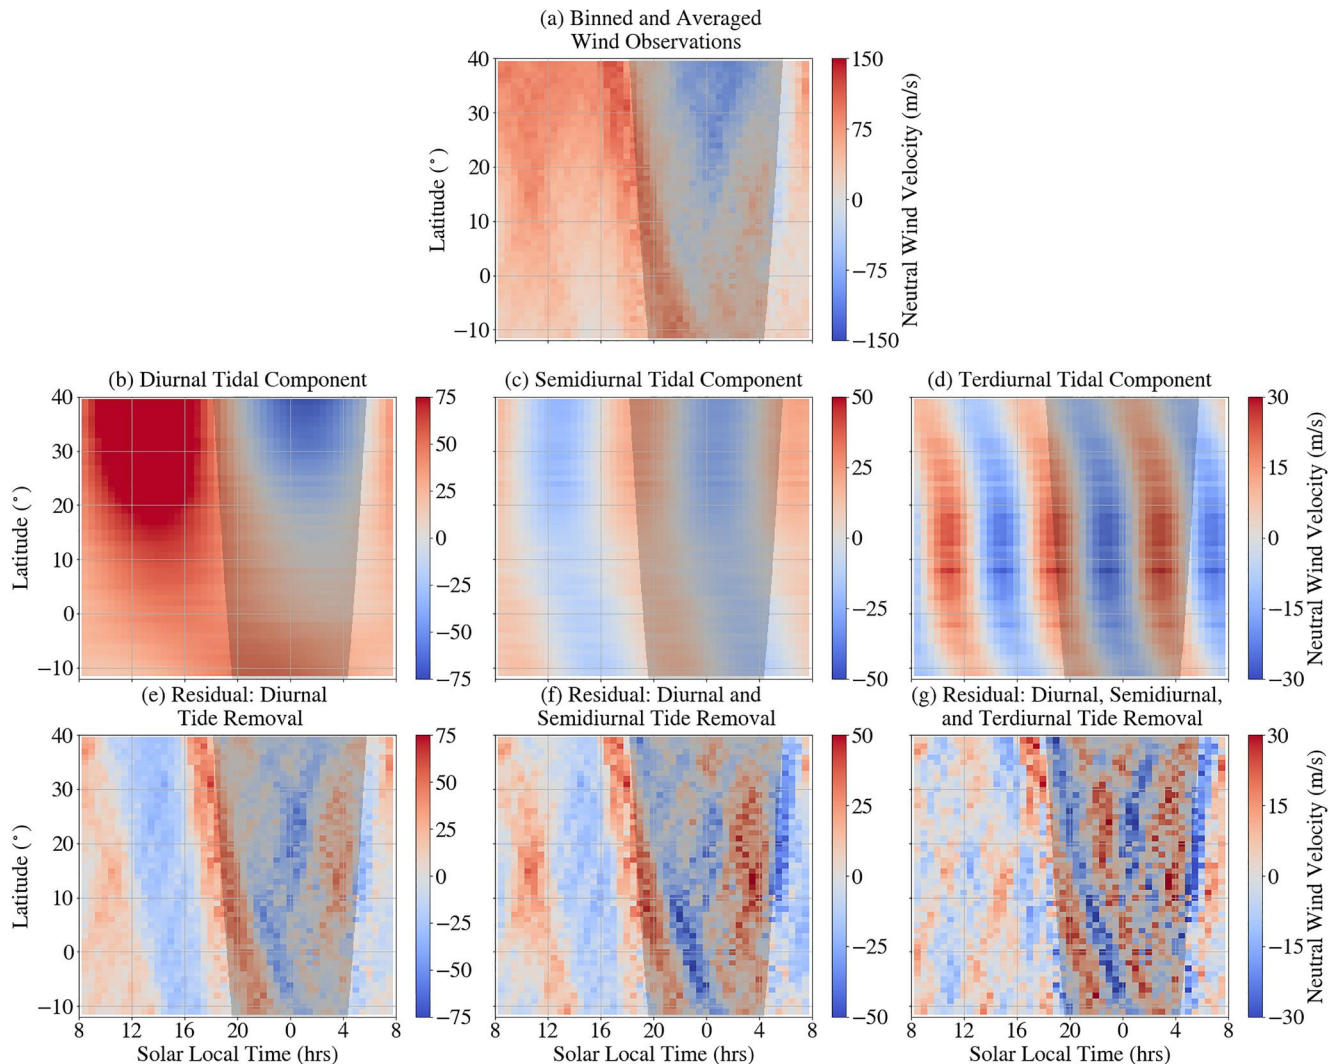 (a) Binned and Averaged
Wind Observations
40
30
20
10
0
−10
Latitude (°)
150
75
0
−75
−150
Neutral Wind Velocity (m/s)
(b) Diurnal Tidal Component
40
30
20
10
0
−10
Latitude (°)
75
50
25
0
−25
−50
−75
(c) Semidiurnal Tidal Component
50
25
0
−25
−50
(d) Terdiurnal Tidal Component
30
15
0
−15
−30
Neutral Wind Velocity (m/s)
(e) Residual: Diurnal
Tide Removal
40
30
20
10
0
−10
Latitude (°)
8 12 16 20 0 4 8
Solar Local Time (hrs)
75
50
25
0
−25
−50
−75
(f) Residual: Diurnal and
Semidiurnal Tide Removal
8 12 16 20 0 4 8
Solar Local Time (hrs)
50
25
0
−25
−50
(g) Residual: Diurnal, Semidiurnal,
and Terdiurnal Tide Removal
8 12 16 20 0 4 8
Solar Local Time (hrs)
30
15
0
−15
−30
Neutral Wind Velocity (m/s)